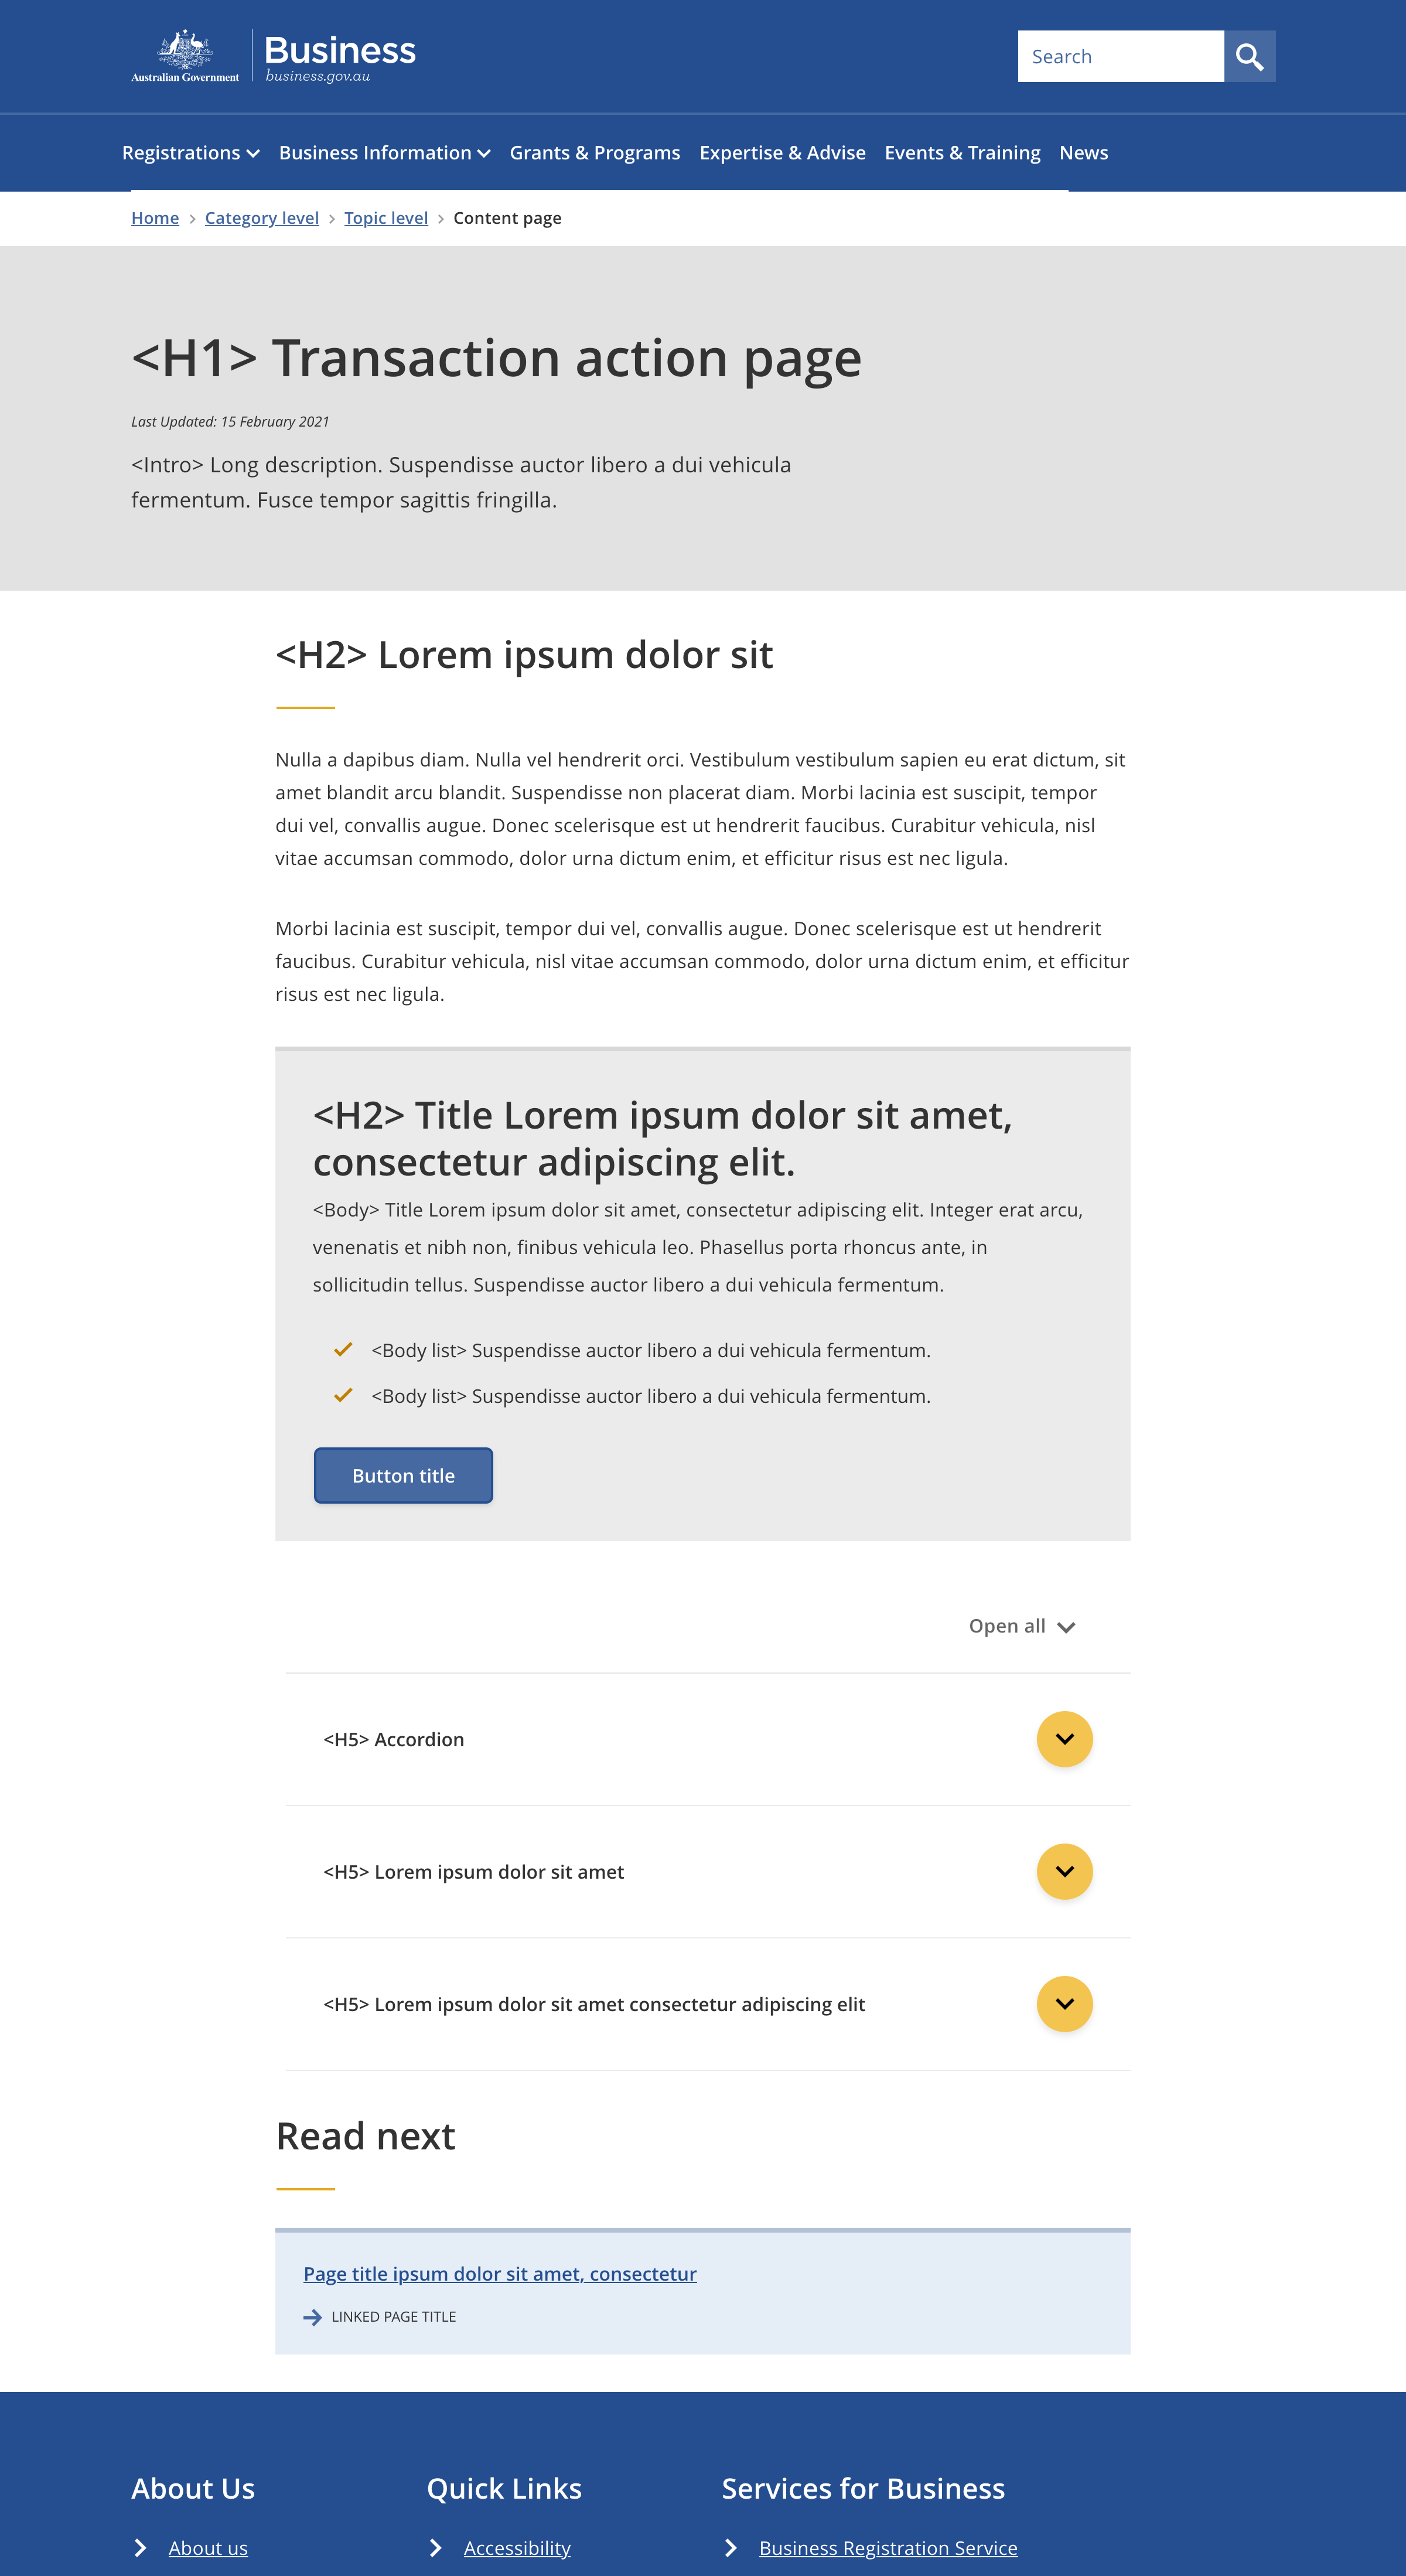 Australian Government
Business
business.gov.au
Search
Registrations Business Information Grants & Programs Expertise & Advise Events & Training News
Home Category level Topic level Content page
<H1> Transaction action page
Last Updated: 15 February 2021
<Intro> Long description. Suspendisse auctor libero a dui vehicula
fermentum. Fusce tempor sagittis fringilla.
<H2> Lorem ipsum dolor sit
Nulla a dapibus diam. Nulla vel hendrerit orci. Vestibulum vestibulum sapien eu erat dictum, sit
amet blandit arcu blandit. Suspendisse non placerat diam. Morbi lacinia est suscipit, tempor
dui vel, convallis augue. Donec scelerisque est ut hendrerit faucibus. Curabitur vehicula, nisl
vitae accumsan commodo, dolor urna dictum enim, et efficitur risus est nec ligula.
Morbi lacinia est suscipit, tempor dui vel, convallis augue. Donec scelerisque est ut hendrerit
faucibus. Curabitur vehicula, nisl vitae accumsan commodo, dolor urna dictum enim, et efficitur
risus est nec ligula.
<H2> Title Lorem ipsum dolor sit amet,
consectetur adipiscing elit.
<Body> Title Lorem ipsum dolor sit amet, consectetur adipiscing elit. Integer erat arcu,
venenatis et nibh non, finibus vehicula leo. Phasellus porta rhoncus ante, in
sollicitudin tellus. Suspendisse auctor libero a dui vehicula fermentum.
<Body list> Suspendisse auctor libero a dui vehicula fermentum.
<Body list> Suspendisse auctor libero a dui vehicula fermentum.
Button title
Open all
<H5> Accordion
<H5> Lorem ipsum dolor sit amet
<H5> Lorem ipsum dolor sit amet consectetur adipiscing elit
Read next
Page title ipsum dolor sit amet, consectetur
LINKED PAGE TITLE
About Us Quick Links Services for Business
About us Accessibility Business Registration Service